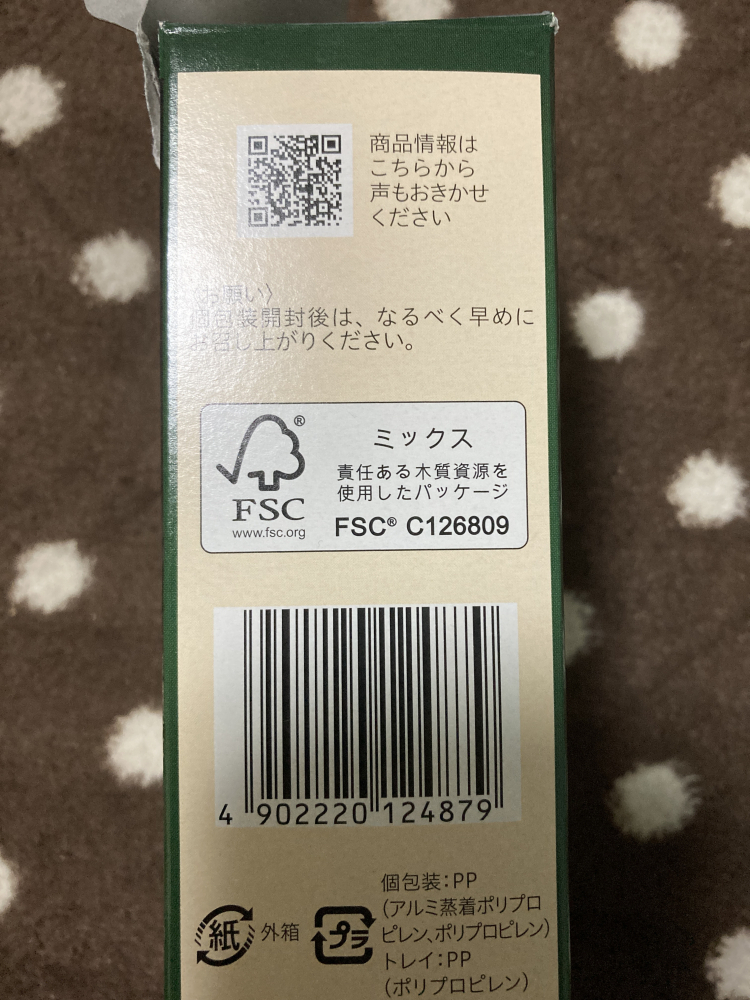 商品情報は
こちらから
声もおきかせ
ください
〈お願い〉
個包装開封後は、なるべく早めに
お召し上がりください。
®
FSC
www.fsc.org
ミックス
責任ある木質資源を
使用したパッケージ
FSC® C126809
4 902220 124879
紙 外箱
プラ
個包装:PP
(アルミ蒸着ポリプロ
ピレン、ポリプロピレン)
トレイ:PP
(ポリプロピレン)